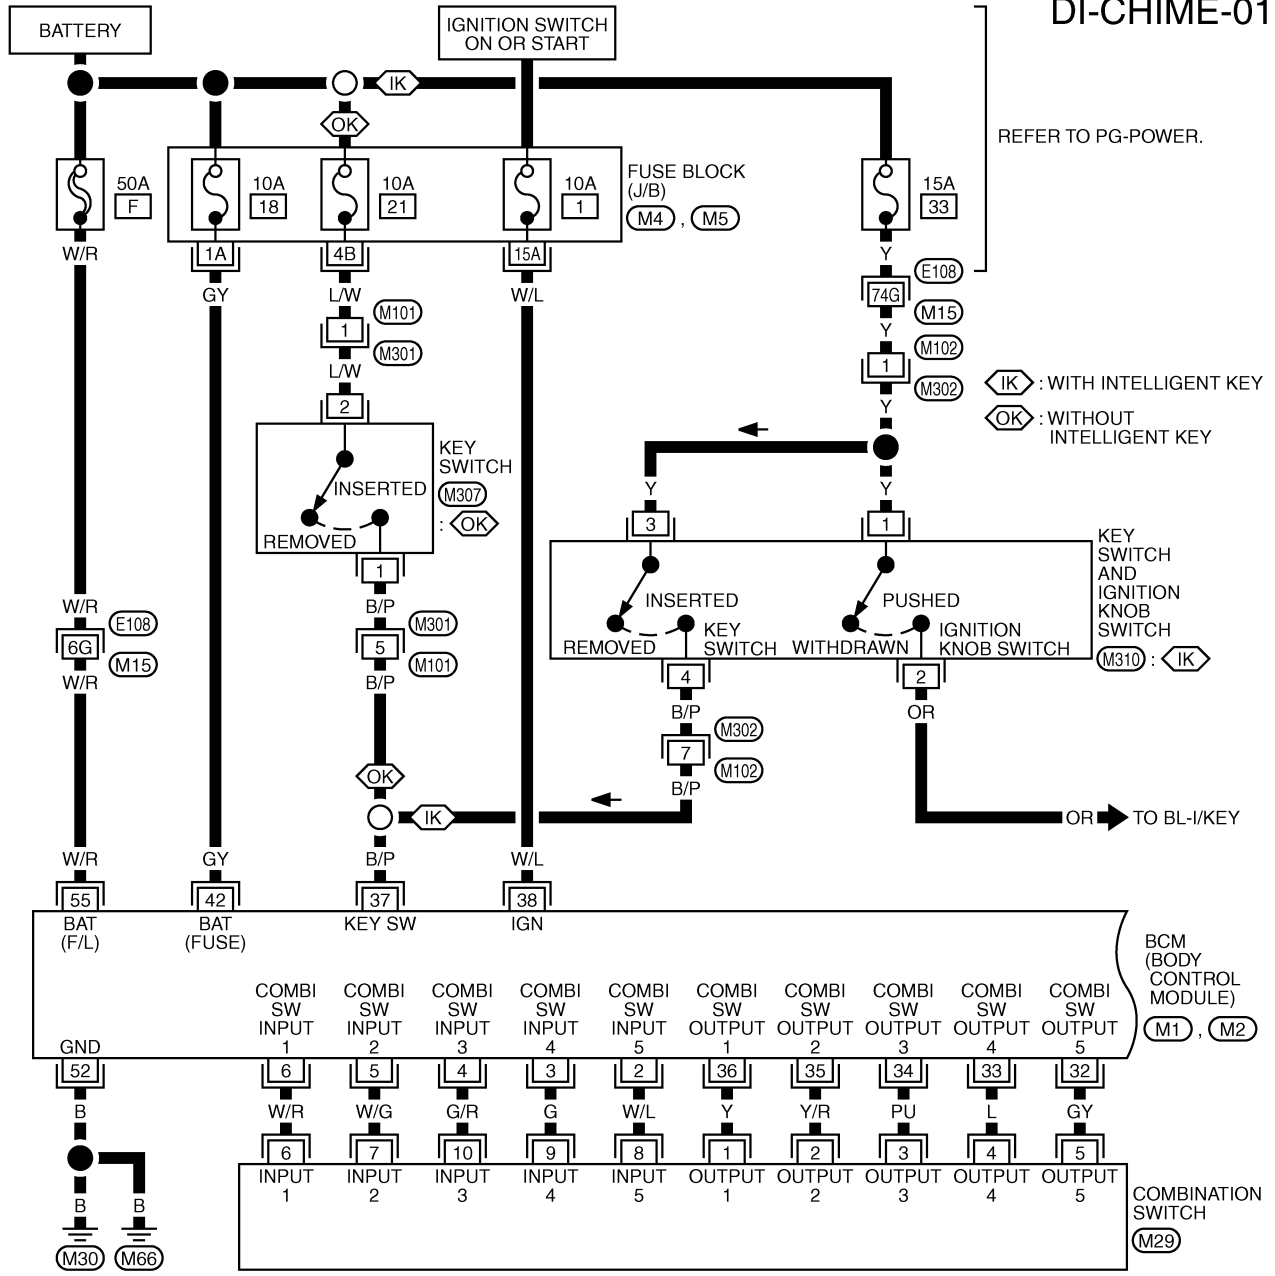 DI-CHIME-01
BATTERY
IGNITION SWITCH
ON OR START
IK
OK
REFER TO PG-POWER.
50A
F
10A
18
10A
21
10A
1
FUSE BLOCK
(J/B)
M4 , M5
15A
33
W/R
1A
4B
15A
Y
E108
74G
M15
GY
L/W
W/L
M101
1
M301
Y
M102
1
M302
L/W
2
Y
IK : WITH INTELLIGENT KEY
OK : WITHOUT
INTELLIGENT KEY
KEY
SWITCH
M307
: OK
INSERTED
REMOVED
1
Y
Y
3
1
KEY
SWITCH
AND
IGNITION
KNOB
SWITCH
M310 : IK
INSERTED
REMOVED
KEY
SWITCH
PUSHED
WITHDRAWN
IGNITION
KNOB SWITCH
W/R
E108
6G
M15
W/R
B/P
M301
5
M101
B/P
4
2
B/P
OR
M302
7
M102
B/P
OK
IK
OR
TO BL-I/KEY
W/R
GY
B/P
W/L
55
42
37
38
BAT
(F/L)
BAT
(FUSE)
KEY SW
IGN
BCM
(BODY
CONTROL
MODULE)
M1 , M2
COMBI
SW
INPUT
1
COMBI
SW
INPUT
2
COMBI
SW
INPUT
3
COMBI
SW
INPUT
4
COMBI
SW
INPUT
5
COMBI
SW
OUTPUT
1
COMBI
SW
OUTPUT
2
COMBI
SW
OUTPUT
3
COMBI
SW
OUTPUT
4
COMBI
SW
OUTPUT
5
GND
52
6
5
4
3
2
36
35
34
33
32
B
W/R
W/G
G/R
G
W/L
Y
Y/R
PU
L
GY
6
7
10
9
8
1
2
3
4
5
INPUT
1
INPUT
2
INPUT
3
INPUT
4
INPUT
5
OUTPUT
1
OUTPUT
2
OUTPUT
3
OUTPUT
4
OUTPUT
5
B
B
M30
M66
COMBINATION
SWITCH
M29